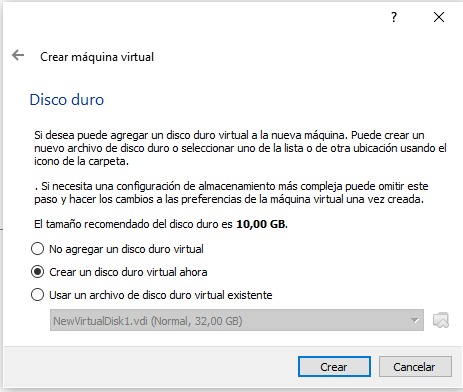 ?
Crear máquina virtual
Disco duro
Si desea puede agregar un disco duro virtual a la nueva máquina. Puede crear un
nuevo archivo de disco duro o seleccionar uno de la lista o de otra ubicación usando el
icono de la carpeta.
. Si necesita una configuración de almacenamiento más compleja puede omitir este
paso y hacer los cambios a las preferencias de la máquina virtual una vez creada.
El tamaño recomendado del disco duro es 10,00 GB.
No agregar un disco duro virtual
Crear un disco duro virtual ahora
Usar un archivo de disco duro virtual existente
NewVirtualDisk1.vdi (Normal, 32,00 GB)
Crear
Cancelar